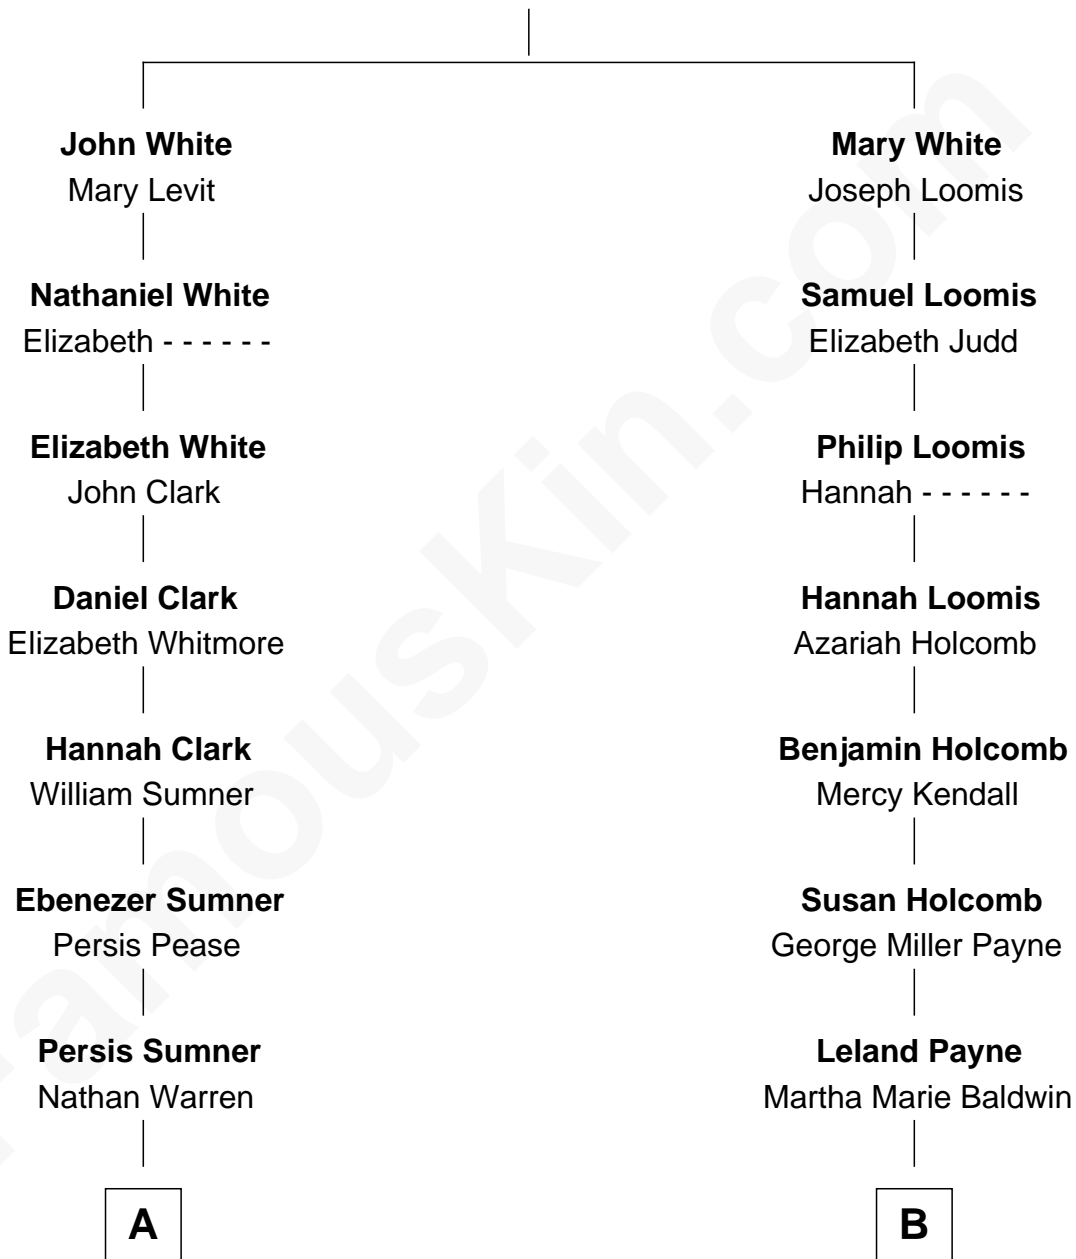 John White
Mary Levit
Mary White
Joseph Loomis
Nathaniel White
Elizabeth - - - - - -
Samuel Loomis
Elizabeth Judd
Elizabeth White
John Clark
Philip Loomis
Hannah - - - - - -
Daniel Clark
Elizabeth Whitmore
Hannah Loomis
Azariah Holcomb
Hannah Clark
William Sumner
Benjamin Holcomb
Mercy Kendall
Ebenezer Sumner
Persis Pease
Susan Holcomb
George Miller Payne
Persis Sumner
Nathan Warren
Leland Payne
Martha Marie Baldwin
A
B
FamousKin.com